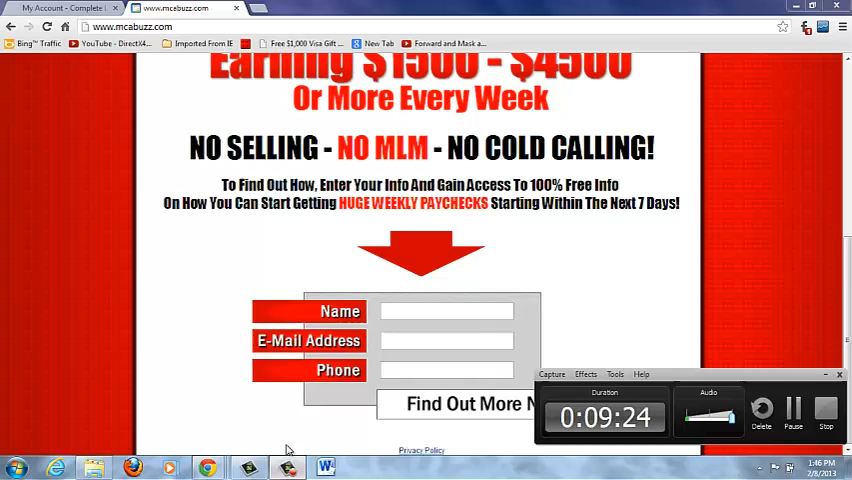 My Account - Complete
www.mcabuzz.com
www.mcabuzz.com
Bing™ Traffic
YouTube - DirectX4...
Imported From IE
Free $1,000 Visa Gift ...
New Tab
Forward and Mask a...
Earning $1500 - $4500
Or More Every Week
NO SELLING - NO MLM - NO COLD CALLING!
To Find Out How, Enter Your Info And Gain Access To 100% Free Info
On How You Can Start Getting HUGE WEEKLY PAYCHECKS Starting Within The Next 7 Days!
Name
E-Mail Address
Phone
Find Out More N
Privacy Policy
Capture Effects Tools Help
Duration
Audio
0:09:24
Delete
Pause
Stop
1:46 PM
2/8/2013